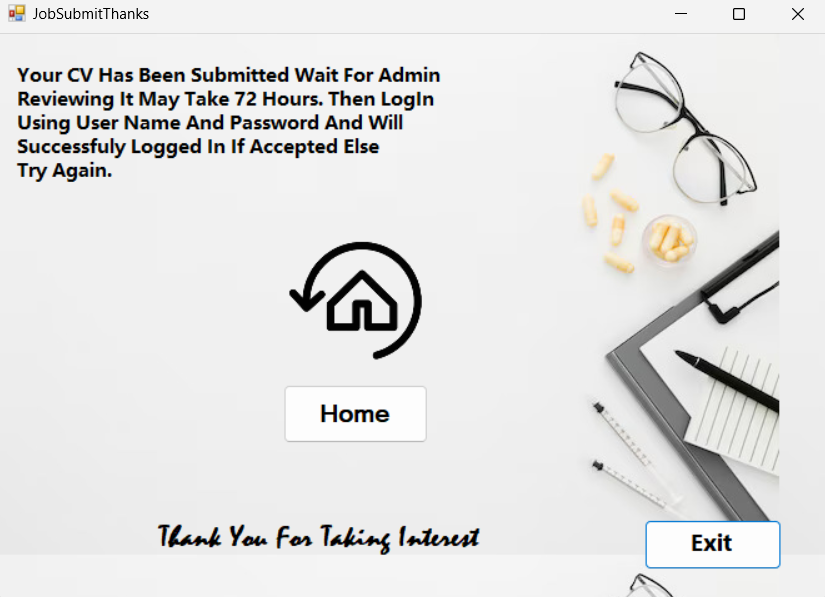 JobSubmitThanks
Your CV Has Been Submitted Wait For Admin
Reviewing It May Take 72 Hours. Then LogIn
Using User Name And Password And Will
Successfuly Logged In If Accepted Else
Try Again.
Home
Thank You For Taking Interest
Exit